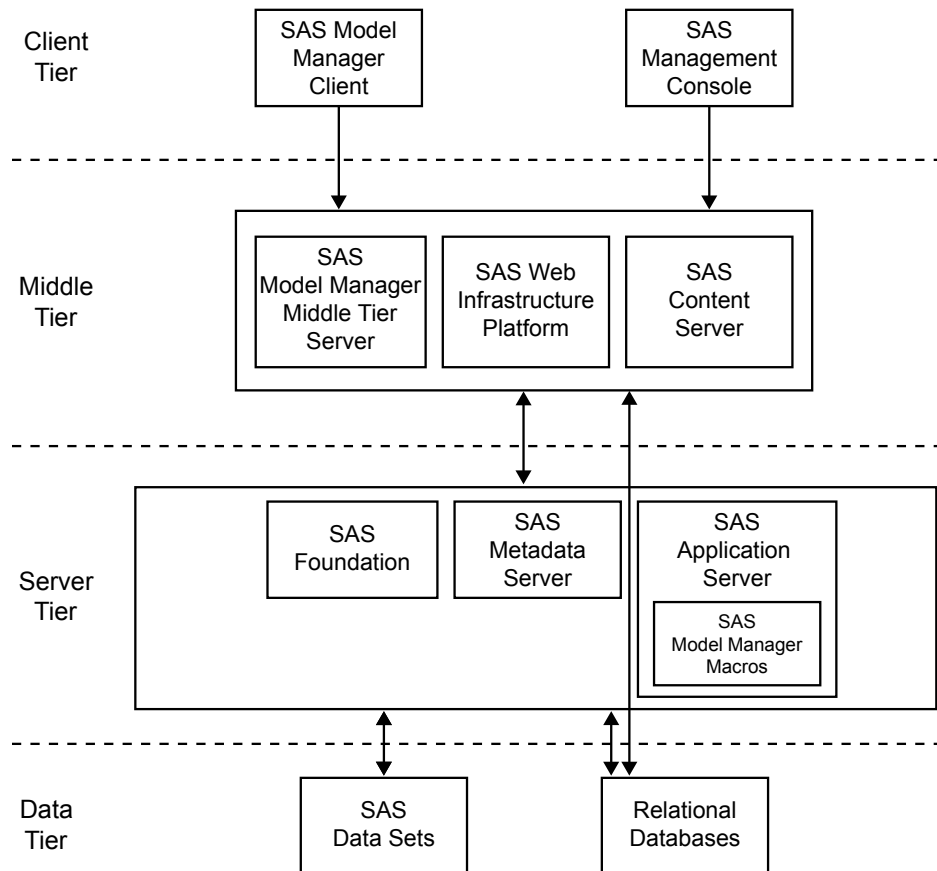 Client
Tier
SAS Model
Manager
Client
SAS
Management
Console
Middle
Tier
SAS
Model Manager
Middle Tier
Server
SAS Web
Infrastructure
Platform
SAS
Content
Server
Server
Tier
SAS
Foundation
SAS
Metadata
Server
SAS
Application
Server
SAS
Model Manager
Macros
Data
Tier
SAS
Data Sets
Relational
Databases